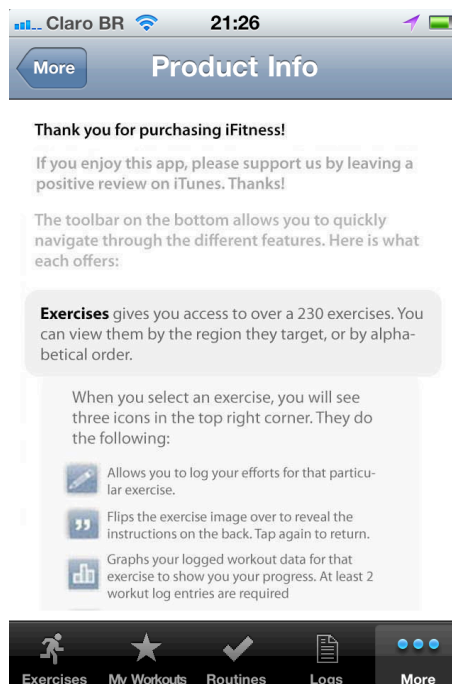 Claro BR 21:26
More Product Info
Thank you for purchasing iFitness!
If you enjoy this app, please support us by leaving a
positive review on iTunes. Thanks!
The toolbar on the bottom allows you to quickly
navigate through the different features. Here is what
each offers:
Exercises gives you access to over a 230 exercises. You
can view them by the region they target, or by alpha-
betical order.
When you select an exercise, you will see
three icons in the top right corner. They do
the following:
Allows you to log your efforts for that particu-
lar exercise.
Flips the exercise image over to reveal the
instructions on the back. Tap again to return.
Graphs your logged workout data for that
exercise to show you your progress. At least 2
workut log entries are required
Exercises My Workouts Routines Logs More